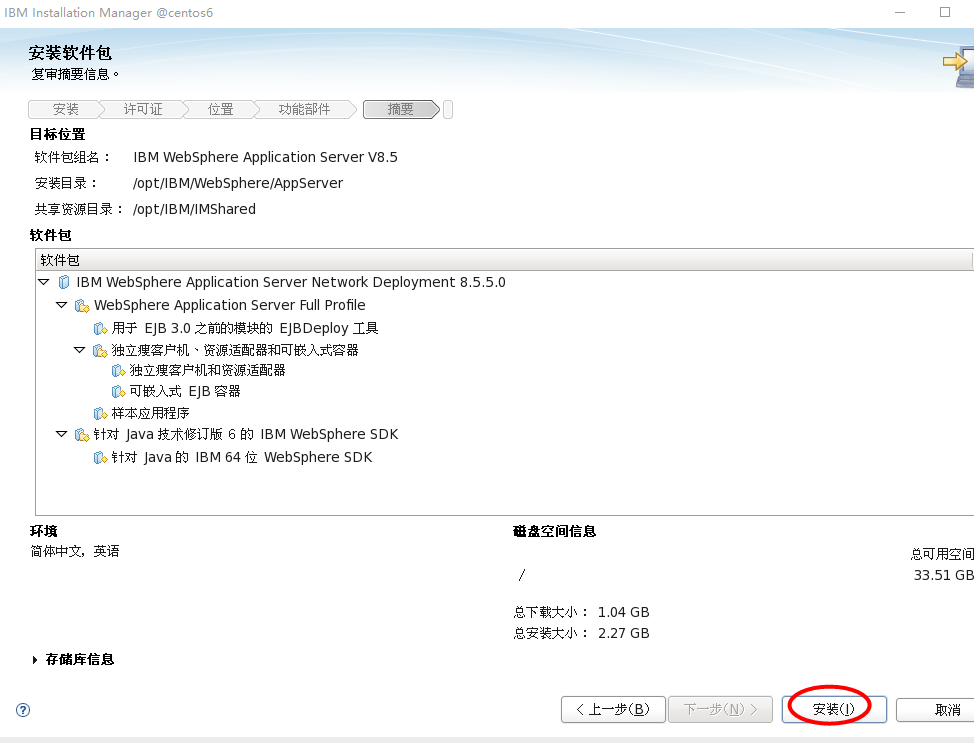 IBM Installation Manager @centos6
安装软件包
复审摘要信息。
安装 许可证 位置 功能部件 摘要
目标位置
软件包组名： IBM WebSphere Application Server V8.5
安装目录： /opt/IBM/WebSphere/AppServer
共享资源目录： /opt/IBM/IMShared
软件包
软件包
IBM WebSphere Application Server Network Deployment 8.5.5.0
WebSphere Application Server Full Profile
用于 EJB 3.0 之前的模块的 EJBDeploy 工具
独立瘦客户机、资源适配器和可嵌入式容器
独立瘦客户机和资源适配器
可嵌入式 EJB 容器
样本应用程序
针对 Java 技术修订版 6 的 IBM WebSphere SDK
针对 Java 的 IBM 64 位 WebSphere SDK
环境 磁盘空间信息
简体中文, 英语
总可用空间
/ 33.51 GB
总下载大小： 1.04 GB
总安装大小： 2.27 GB
存储库信息
? < 上一步(B) 下一步(N) > 安装(I) 取消